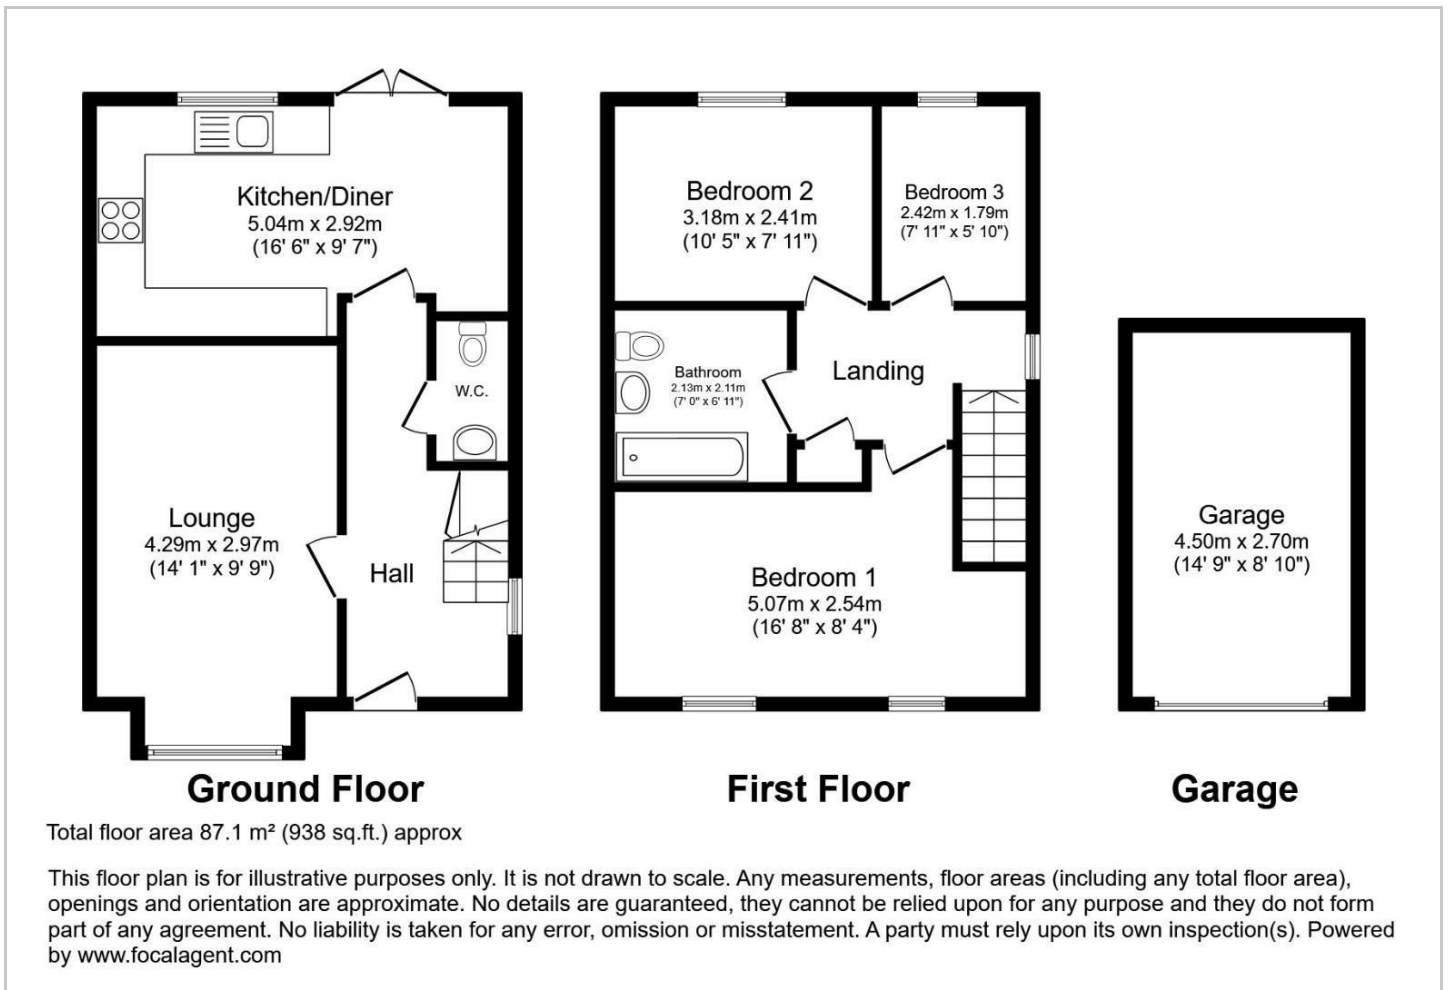 Kitchen/Diner
5.04m x 2.92m
(16' 6" x 9' 7")
W.C.
Lounge
4.29m x 2.97m
(14' 1" x 9' 9")
Hall
Ground Floor
Bedroom 2
3.18m x 2.41m
(10' 5" x 7' 11")
Bedroom 3
2.42m x 1.79m
(7' 11" x 5' 10")
Bathroom
2.13m x 2.11m
(7' 0" x 6' 11")
Landing
Bedroom 1
5.07m x 2.54m
(16' 8" x 8' 4")
First Floor
Garage
4.50m x 2.70m
(14' 9" x 8' 10")
Garage
Total floor area 87.1 m² (938 sq.ft.) approx
This floor plan is for illustrative purposes only. It is not drawn to scale. Any measurements, floor areas (including any total floor area),
openings and orientation are approximate. No details are guaranteed, they cannot be relied upon for any purpose and they do not form
part of any agreement. No liability is taken for any error, omission or misstatement. A party must rely upon its own inspection(s). Powered
by www.focalagent.com